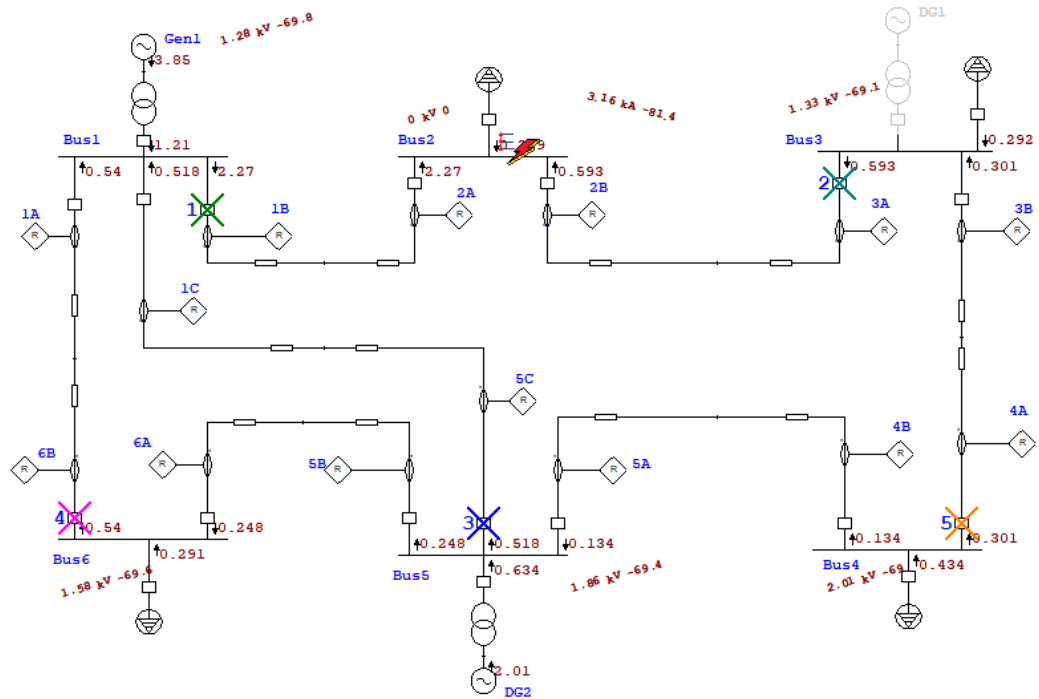 DG1
Gen1
1.28 kV -69.8
3.85
3.16 kA -81.4
1.33 kV -69.1
0 kV 0
Bus1
1.21
Bus2
Bus3
0.292
0.54
0.518
2.27
2.27
0.593
0.593
0.301
1
2
1A
1B
2A
2B
3A
3B
R
R
R
R
R
R
1C
R
5C
R
6B
6A
5B
5A
4B
4A
R
R
R
R
R
R
4
3
5
0.54
0.248
0.248
0.518
0.134
0.134
0.301
Bus6
0.291
Bus5
0.634
Bus4
0.434
1.58 kV -69.6
1.86 kV -69.4
2.01 kV -69
2.01
DG2